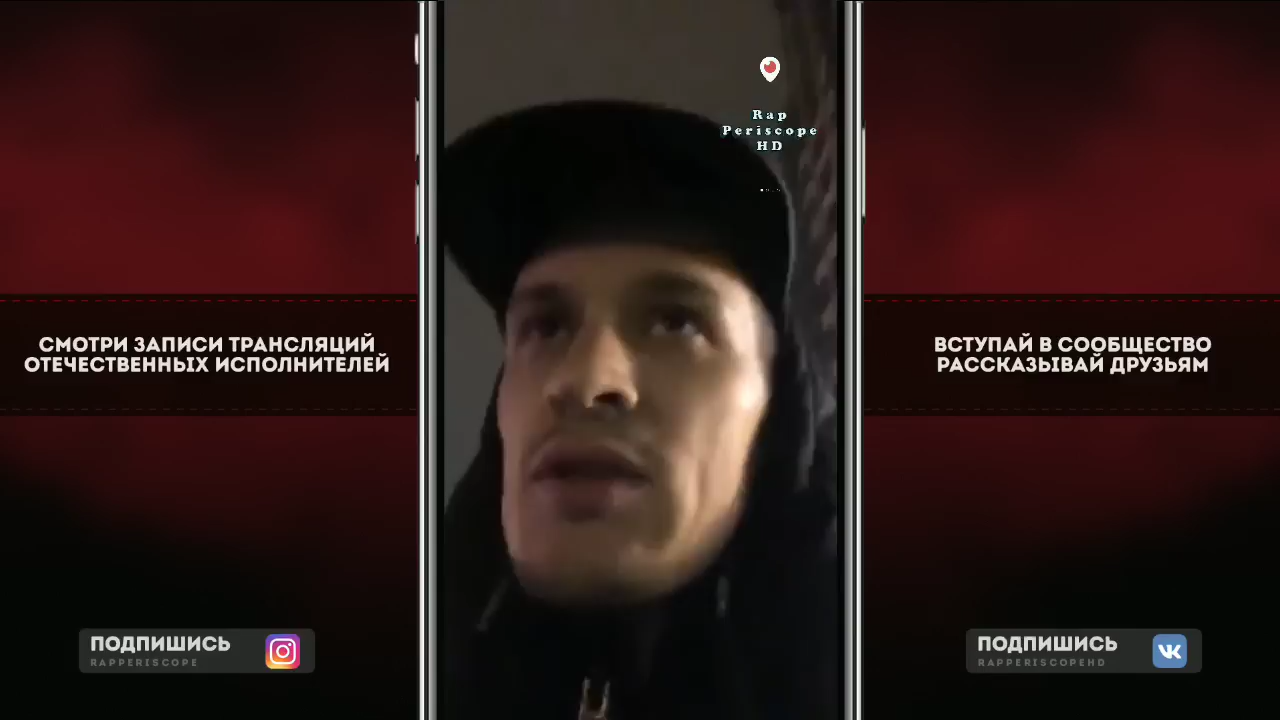 Rap
Periscope
HD
СМОТРИ ЗАПИСИ ТРАНСЛЯЦИЙ
ОТЕЧЕСТВЕННЫХ ИСПОЛНИТЕЛЕЙ
ВСТУПАЙ В СООБЩЕСТВО
РАССКАЗЫВАЙ ДРУЗЬЯМ
ПОДПИШИСЬ
RAPPERISCOPE
ПОДПИШИСЬ
RAPPERISCOPEHD